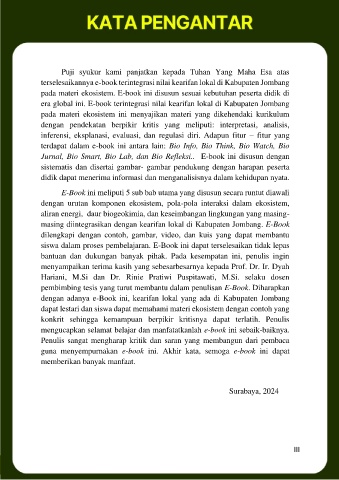 KATA PENGANTAR
Puji syukur kami panjatkan kepada Tuhan Yang Maha Esa atas
terselesaikannya e-book terintegrasi nilai kearifan lokal di Kabupaten Jombang
pada materi ekosistem. E-book ini disusun sesuai kebutuhan peserta didik di
era global ini. E-book terintegrasi nilai kearifan lokal di Kabupaten Jombang
pada materi ekosistem ini menyajikan materi yang dikehendaki kurikulum
dengan pendekatan berpikir kritis yang meliputi: interpretasi, analisis,
inferensi, eksplanasi, evaluasi, dan regulasi diri. Adapun fitur – fitur yang
terdapat dalam e-book ini antara lain: Bio Info, Bio Think, Bio Watch, Bio
Jurnal, Bio Smart, Bio Lab, dan Bio Refleksi.. E-book ini disusun dengan
sistematis dan disertai gambar- gambar pendukung dengan harapan peserta
didik dapat menerima informasi dan menganalisisnya dalam kehidupan nyata.
E-Book ini meliputi 5 sub bab utama yang disusun secara runtut diawali
dengan urutan komponen ekosistem, pola-pola interaksi dalam ekosistem,
aliran energi, daur biogeokimia, dan keseimbangan lingkungan yang masing-
masing diintegrasikan dengan kearifan lokal di Kabupaten Jombang. E-Book
dilengkapi dengan contoh, gambar, video, dan kuis yang dapat membantu
siswa dalam proses pembelajaran. E-Book ini dapat terselesaikan tidak lepas
bantuan dan dukungan banyak pihak. Pada kesempatan ini, penulis ingin
menyampaikan terima kasih yang sebesarbesarnya kepada Prof. Dr. Ir. Dyah
Hariani, M.Si dan Dr. Rinie Pratiwi Puspitawati, M.Si. selaku dosen
pembimbing tesis yang turut membantu dalam penulisan E-Book. Diharapkan
dengan adanya e-Book ini, kearifan lokal yang ada di Kabupaten Jombang
dapat lestari dan siswa dapat memahami materi ekosistem dengan contoh yang
konkrit sehingga kemampuan berpikir kritisnya dapat terlatih. Penulis
mengucapkan selamat belajar dan manfatatkanlah e-book ini sebaik-baiknya.
Penulis sangat mengharap kritik dan saran yang membangun dari pembaca
guna menyempurnakan e-book ini. Akhir kata, semoga e-book ini dapat
memberikan banyak manfaat.
Surabaya, 2024
III